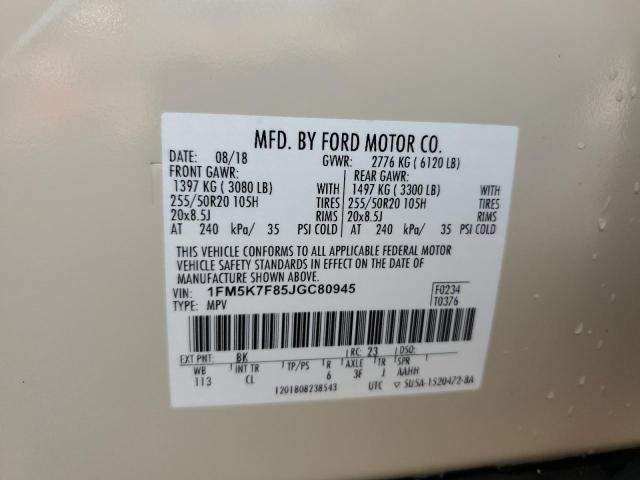 MFD. BY FORD MOTOR CO.
DATE: 08/18 GVWR: 2776 KG (6120 LB)
FRONT GAWR: REAR GAWR:
1397 KG (3080 LB) WITH 1497 KG (3300 LB) WITH
255/50R20 105H TIRES 255/50R20 105H TIRES
20x8.5J RIMS 20x8.5J RIMS
AT 240 kPa/ 35 PSI COLD AT 240 kPa/ 35 PSI COLD
THIS VEHICLE CONFORMS TO ALL APPLICABLE FEDERAL MOTOR
VEHICLE SAFETY STANDARDS IN EFFECT ON THE DATE OF
MANUFACTURE SHOWN ABOVE.
VIN: 1FM5K7F85JGC80945 F0234
TYPE: MPV T0376
EXT PNT: BK RC: 23 DSO:
WB INT TR TP/PS R AXLE TR SPR
113 CL 6 3F J AAHH
1201808238543 UTC ▽ SU5A-1520472-BA